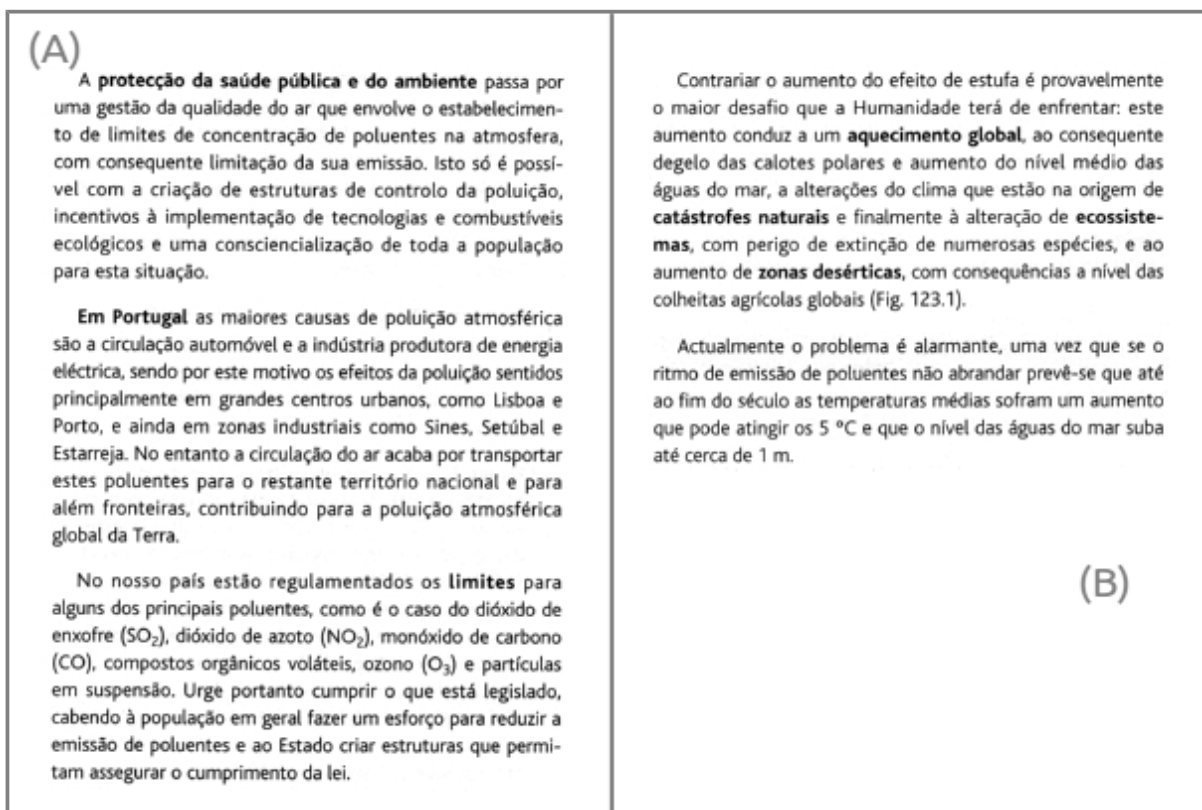 (A)
A protecção da saúde pública e do ambiente passa por
uma gestão da qualidade do ar que envolve o estabelecimen-
to de limites de concentração de poluentes na atmosfera,
com consequente limitação da sua emissão. Isto só é possí-
vel com a criação de estruturas de controlo da poluição,
incentivos à implementação de tecnologias e combustíveis
ecológicos e uma consciencialização de toda a população
para esta situação.
Em Portugal as maiores causas de poluição atmosférica
são a circulação automóvel e a indústria produtora de energia
eléctrica, sendo por este motivo os efeitos da poluição sentidos
principalmente em grandes centros urbanos, como Lisboa e
Porto, e ainda em zonas industriais como Sines, Setúbal e
Estarreja. No entanto a circulação do ar acaba por transportar
estes poluentes para o restante território nacional e para
além fronteiras, contribuindo para a poluição atmosférica
global da Terra.
No nosso país estão regulamentados os limites para
alguns dos principais poluentes, como é o caso do dióxido de
enxofre (SO₂), dióxido de azoto (NO₂), monóxido de carbono
(CO), compostos orgânicos voláteis, ozono (O₃) e partículas
em suspensão. Urge portanto cumprir o que está legislado,
cabendo à população em geral fazer um esforço para reduzir a
emissão de poluentes e ao Estado criar estruturas que permi-
tam assegurar o cumprimento da lei.
Contrariar o aumento do efeito de estufa é provavelmente
o maior desafio que a Humanidade terá de enfrentar: este
aumento conduz a um aquecimento global, ao consequente
degelo das calotes polares e aumento do nível médio das
águas do mar, a alterações do clima que estão na origem de
catástrofes naturais e finalmente à alteração de ecossiste-
mas, com perigo de extinção de numerosas espécies, e ao
aumento de zonas desérticas, com consequências a nível das
colheitas agrícolas globais (Fig. 123.1).
Actualmente o problema é alarmante, uma vez que se o
ritmo de emissão de poluentes não abrandar prevê-se que até
ao fim do século as temperaturas médias sofram um aumento
que pode atingir os 5 °C e que o nível das águas do mar suba
até cerca de 1 m.
(B)